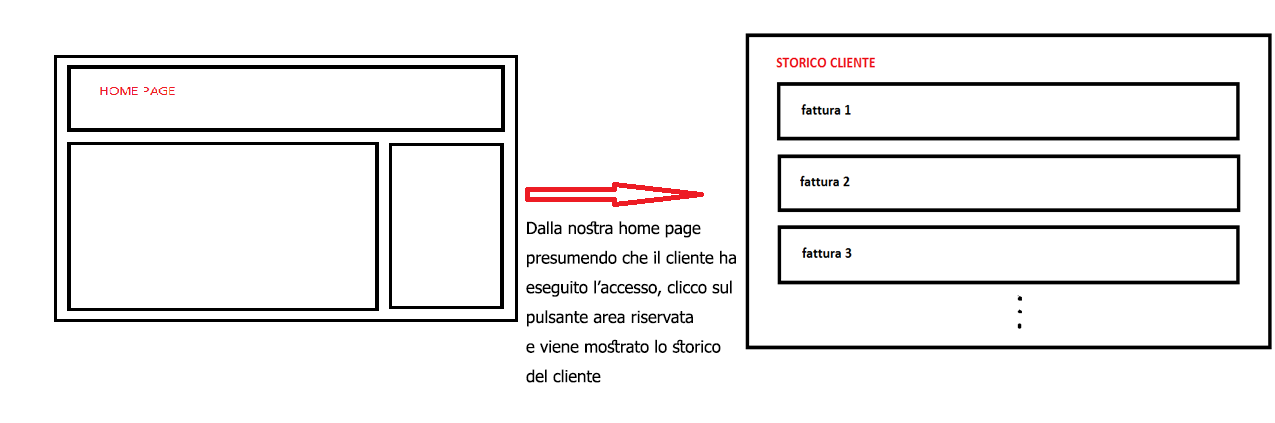 HOME PAGE
Dalla nostra home page
presumendo che il cliente ha
eseguito l'accesso, clicco sul
pulsante area riservata
e viene mostrato lo storico
del cliente
STORICO CLIENTE
fattura 1
fattura 2
fattura 3